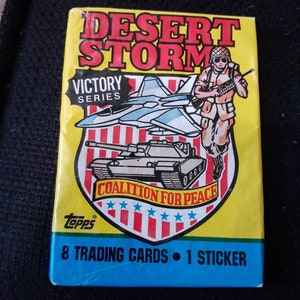 DESERT
STORM
VICTORY
SERIES
COALITION FOR PEACE
Topps
8 TRADING CARDS • 1 STICKER